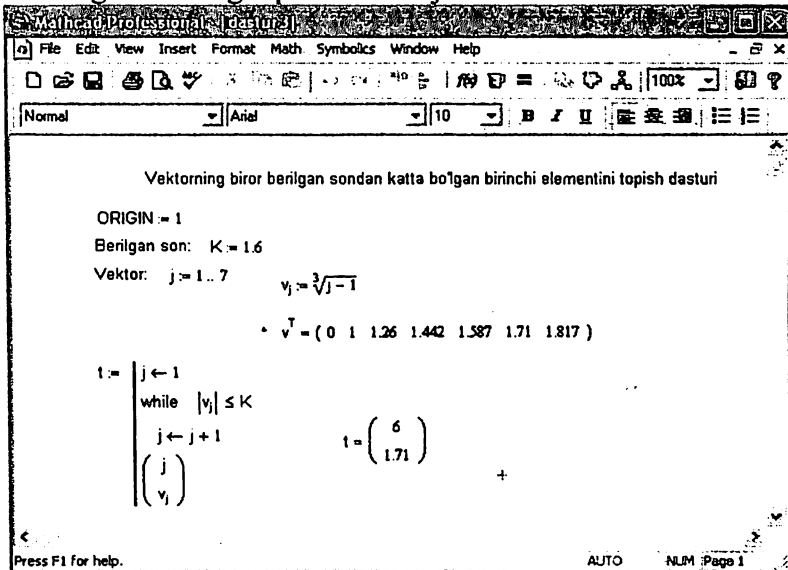 Mathcad Professional - [dastur3]
File Edit View Insert Format Math Symbolics Window Help
100%
Normal Arial 10 B I U
Vektorning biror berilgan sondan katta bo'lgan birinchi elementini topish dasturi
ORIGIN := 1
Berilgan son: K := 1.6
Vektor: j := 1 .. 7 v_j := ∛(j − 1)
v^T = ( 0 1 1.26 1.442 1.587 1.71 1.817 )
t := j ← 1
while |v_j| ≤ K
j ← j + 1
( j v_j ) t = ( 6 1.71 )
Press F1 for help. AUTO NUM Page 1